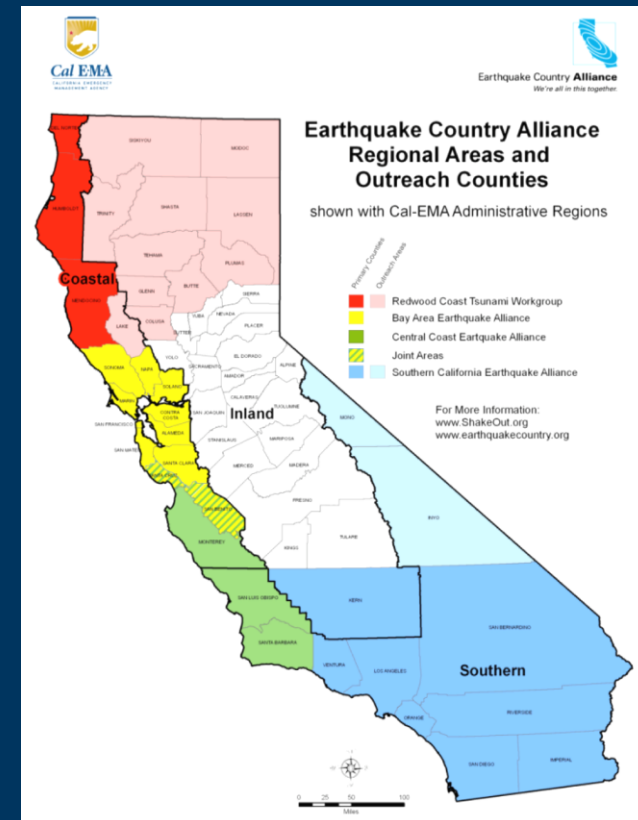 Cal EMA
CALIFORNIA EMERGENCY
MANAGEMENT AGENCY
Earthquake Country Alliance
We're all in this together.
Earthquake Country Alliance
Regional Areas and
Outreach Counties
shown with Cal-EMA Administrative Regions
Primary Counties
Outreach Areas
Redwood Coast Tsunami Workgroup
Bay Area Earthquake Alliance
Central Coast Eartquake Alliance
Joint Areas
Southern California Earthquake Alliance
For More Information:
www.ShakeOut.org
www.earthquakecountry.org
DEL NORTE
SISKIYOU
MODOC
HUMBOLDT
TRINITY
SHASTA
LASSEN
TEHAMA
PLUMAS
Coastal
MENDOCINO
GLENN
BUTTE
SIERRA
LAKE
COLUSA
SUTTER
YUBA
NEVADA
PLACER
SONOMA
NAPA
YOLO
EL DORADO
ALPINE
SOLANO
SACRAMENTO
AMADOR
MARIN
CALAVERAS
CONTRA
COSTA
SAN JOAQUIN
Inland
TUOLUMNE
MONO
SAN FRANCISCO
ALAMEDA
STANISLAUS
MARIPOSA
SAN MATEO
SANTA CLARA
MERCED
MADERA
SAN BENITO
FRESNO
INYO
MONTEREY
KINGS
TULARE
SAN LUIS OBISPO
KERN
SAN BERNARDINO
SANTA BARBARA
VENTURA
LOS ANGELES
Southern
ORANGE
RIVERSIDE
SAN DIEGO
IMPERIAL
0 25 50 100
Miles